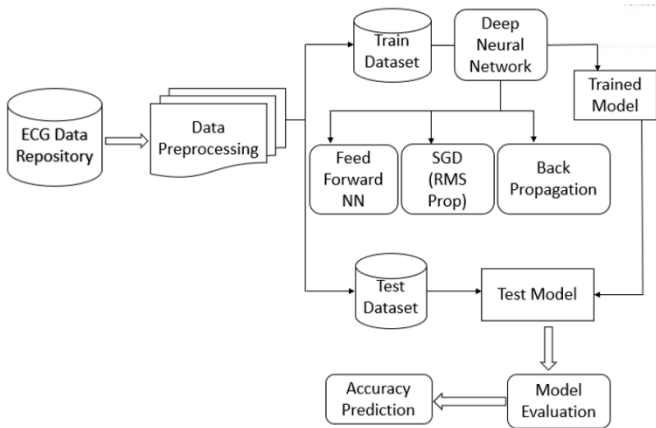 ECG Data
Repository
Data
Preprocessing
Train
Dataset
Deep
Neural
Network
Trained
Model
Feed
Forward
NN
SGD
(RMS
Prop)
Back
Propagation
Test
Dataset
Test Model
Model
Evaluation
Accuracy
Prediction